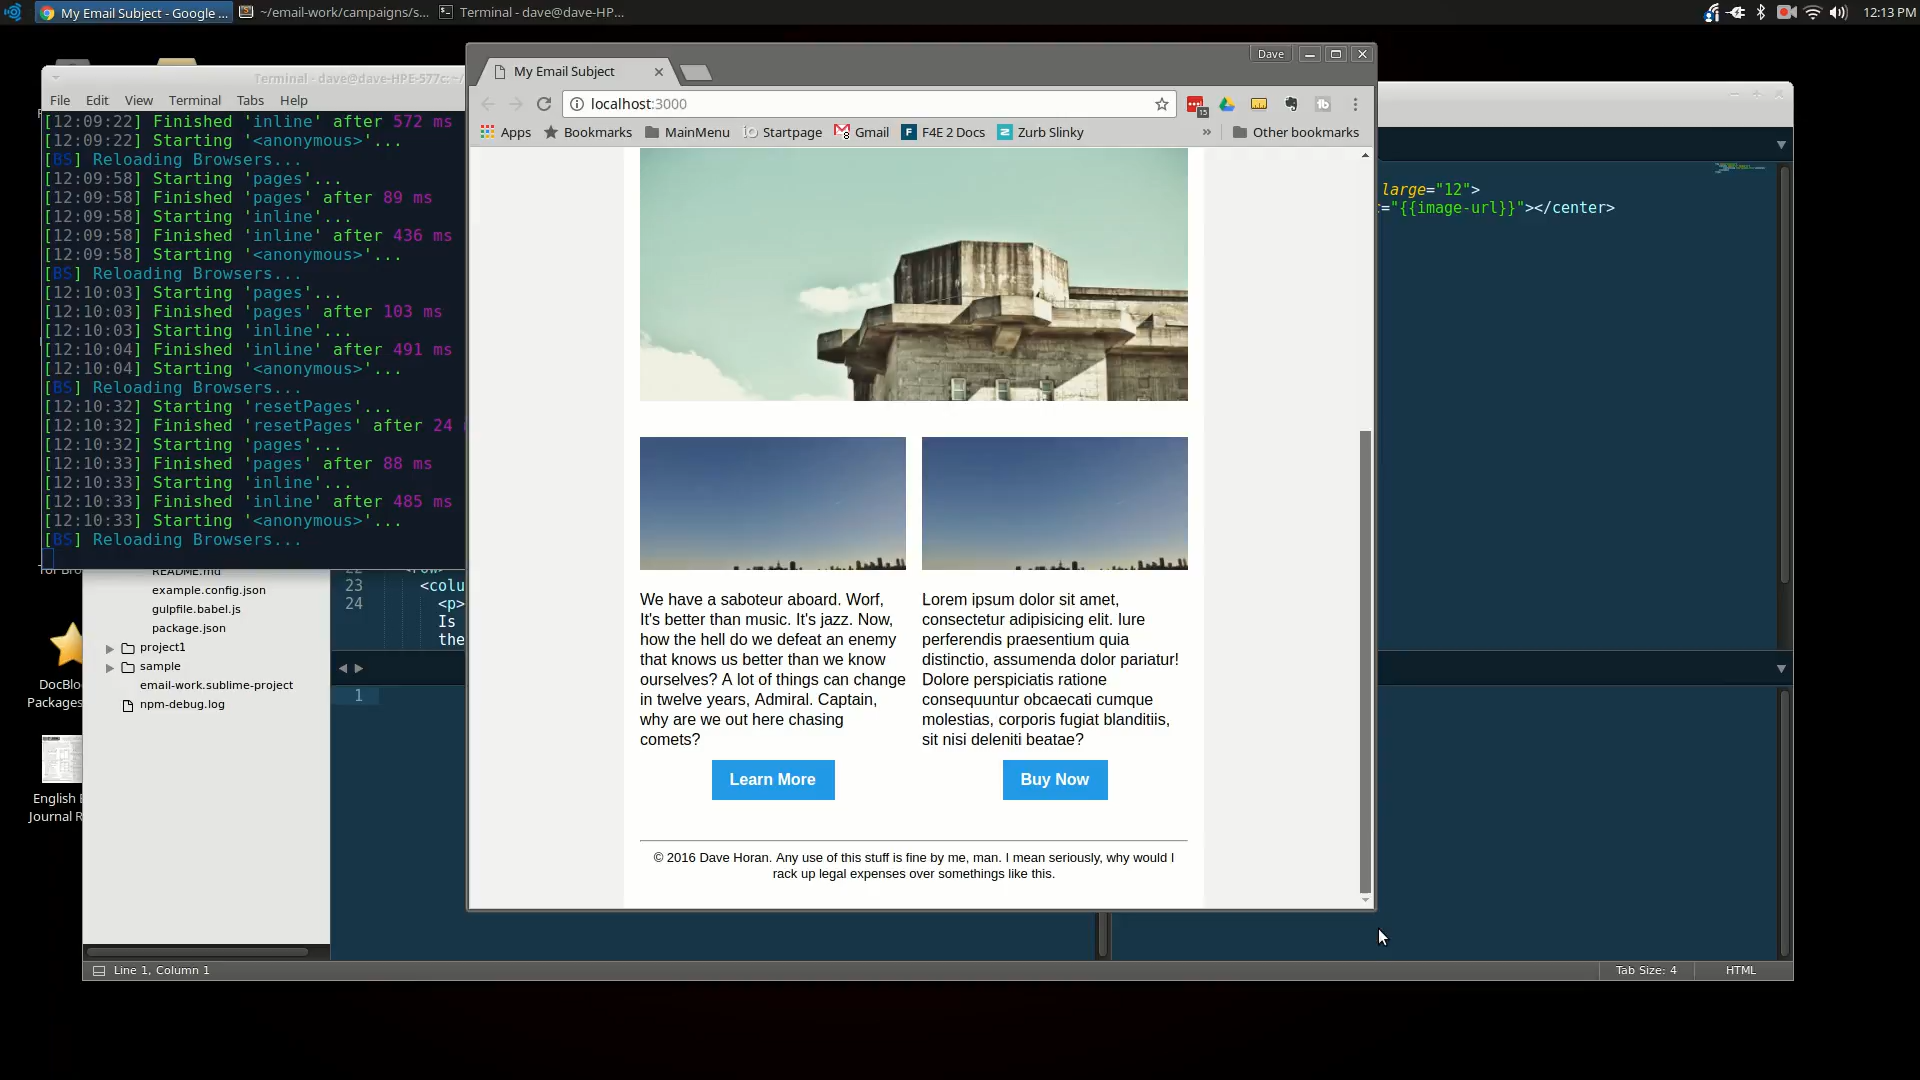 My Email Subject - Google ...
~/email-work/campaigns/s...
Terminal - dave@dave-HP...
12:13 PM
Terminal - dave@dave-HPE-577c: ~/
File Edit View Terminal Tabs Help
[12:09:22] Finished 'inline' after 572 ms
[12:09:22] Starting '<anonymous>'...
[BS] Reloading Browsers...
[12:09:58] Starting 'pages'...
[12:09:58] Finished 'pages' after 89 ms
[12:09:58] Starting 'inline'...
[12:09:58] Finished 'inline' after 436 ms
[12:09:58] Starting '<anonymous>'...
[BS] Reloading Browsers...
[12:10:03] Starting 'pages'...
[12:10:03] Finished 'pages' after 103 ms
[12:10:03] Starting 'inline'...
[12:10:04] Finished 'inline' after 491 ms
[12:10:04] Starting '<anonymous>'...
[BS] Reloading Browsers...
[12:10:32] Starting 'resetPages'...
[12:10:32] Finished 'resetPages' after 24
[12:10:32] Starting 'pages'...
[12:10:33] Finished 'pages' after 88 ms
[12:10:33] Starting 'inline'...
[12:10:33] Finished 'inline' after 485 ms
[12:10:33] Starting '<anonymous>'...
[BS] Reloading Browsers...
README.md
example.config.json
gulpfile.babel.js
package.json
project1
sample
email-work.sublime-project
npm-debug.log
DocBlo
Packages
English
Journal R
22 <row>
23 <colu
24 <p>
Is
the
1
Dave
My Email Subject
localhost:3000
15
Apps Bookmarks MainMenu Startpage Gmail F4E 2 Docs Zurb Slinky » Other bookmarks
We have a saboteur aboard. Worf,
It's better than music. It's jazz. Now,
how the hell do we defeat an enemy
that knows us better than we know
ourselves? A lot of things can change
in twelve years, Admiral. Captain,
why are we out here chasing
comets?
Learn More
Lorem ipsum dolor sit amet,
consectetur adipisicing elit. Iure
perferendis praesentium quia
distinctio, assumenda dolor pariatur!
Dolore perspiciatis ratione
consequuntur obcaecati cumque
molestias, corporis fugiat blanditiis,
sit nisi deleniti beatae?
Buy Now
© 2016 Dave Horan. Any use of this stuff is fine by me, man. I mean seriously, why would I
rack up legal expenses over somethings like this.
large="12">
="{{image-url}}"></center>
Line 1, Column 1
Tab Size: 4
HTML